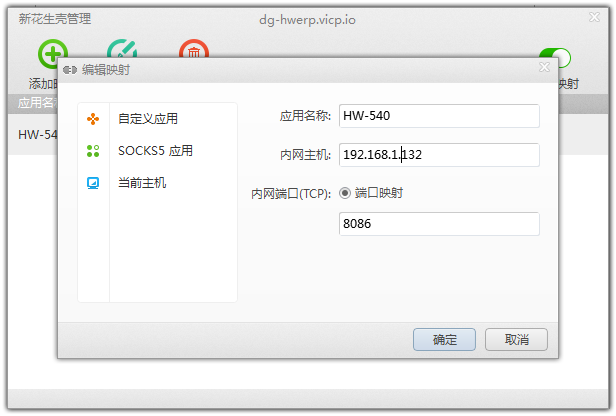 新花生壳管理
dg-hwerp.vicp.io
添加
映射
应用名
HW-54
编辑映射
自定义应用
SOCKS5 应用
当前主机
应用名称:
HW-540
内网主机:
192.168.1.132
内网端口(TCP):
端口映射
8086
确定
取消